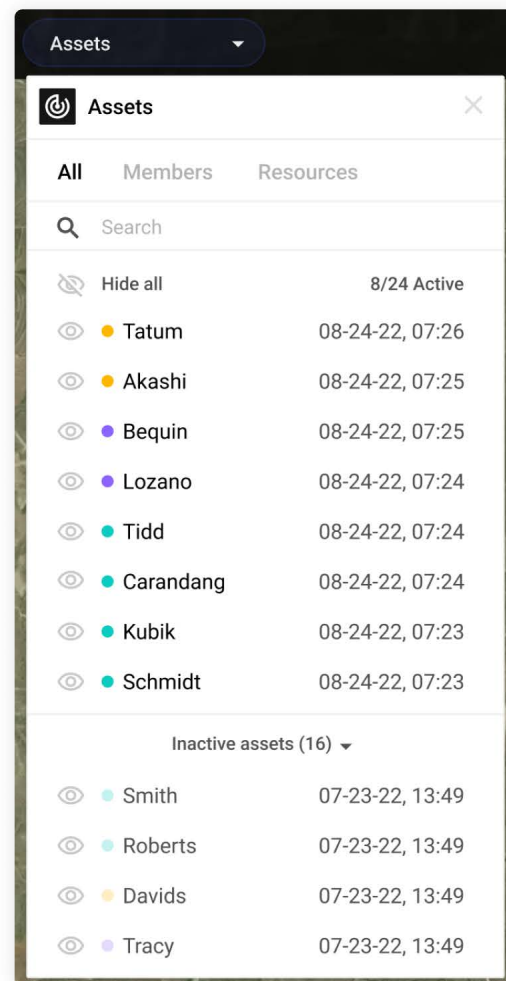 Assets
Assets
All Members Resources
Search
Hide all 8/24 Active
Tatum 08-24-22, 07:26
Akashi 08-24-22, 07:25
Bequin 08-24-22, 07:25
Lozano 08-24-22, 07:24
Tidd 08-24-22, 07:24
Carandang 08-24-22, 07:24
Kubik 08-24-22, 07:23
Schmidt 08-24-22, 07:23
Inactive assets (16)
Smith 07-23-22, 13:49
Roberts 07-23-22, 13:49
Davids 07-23-22, 13:49
Tracy 07-23-22, 13:49